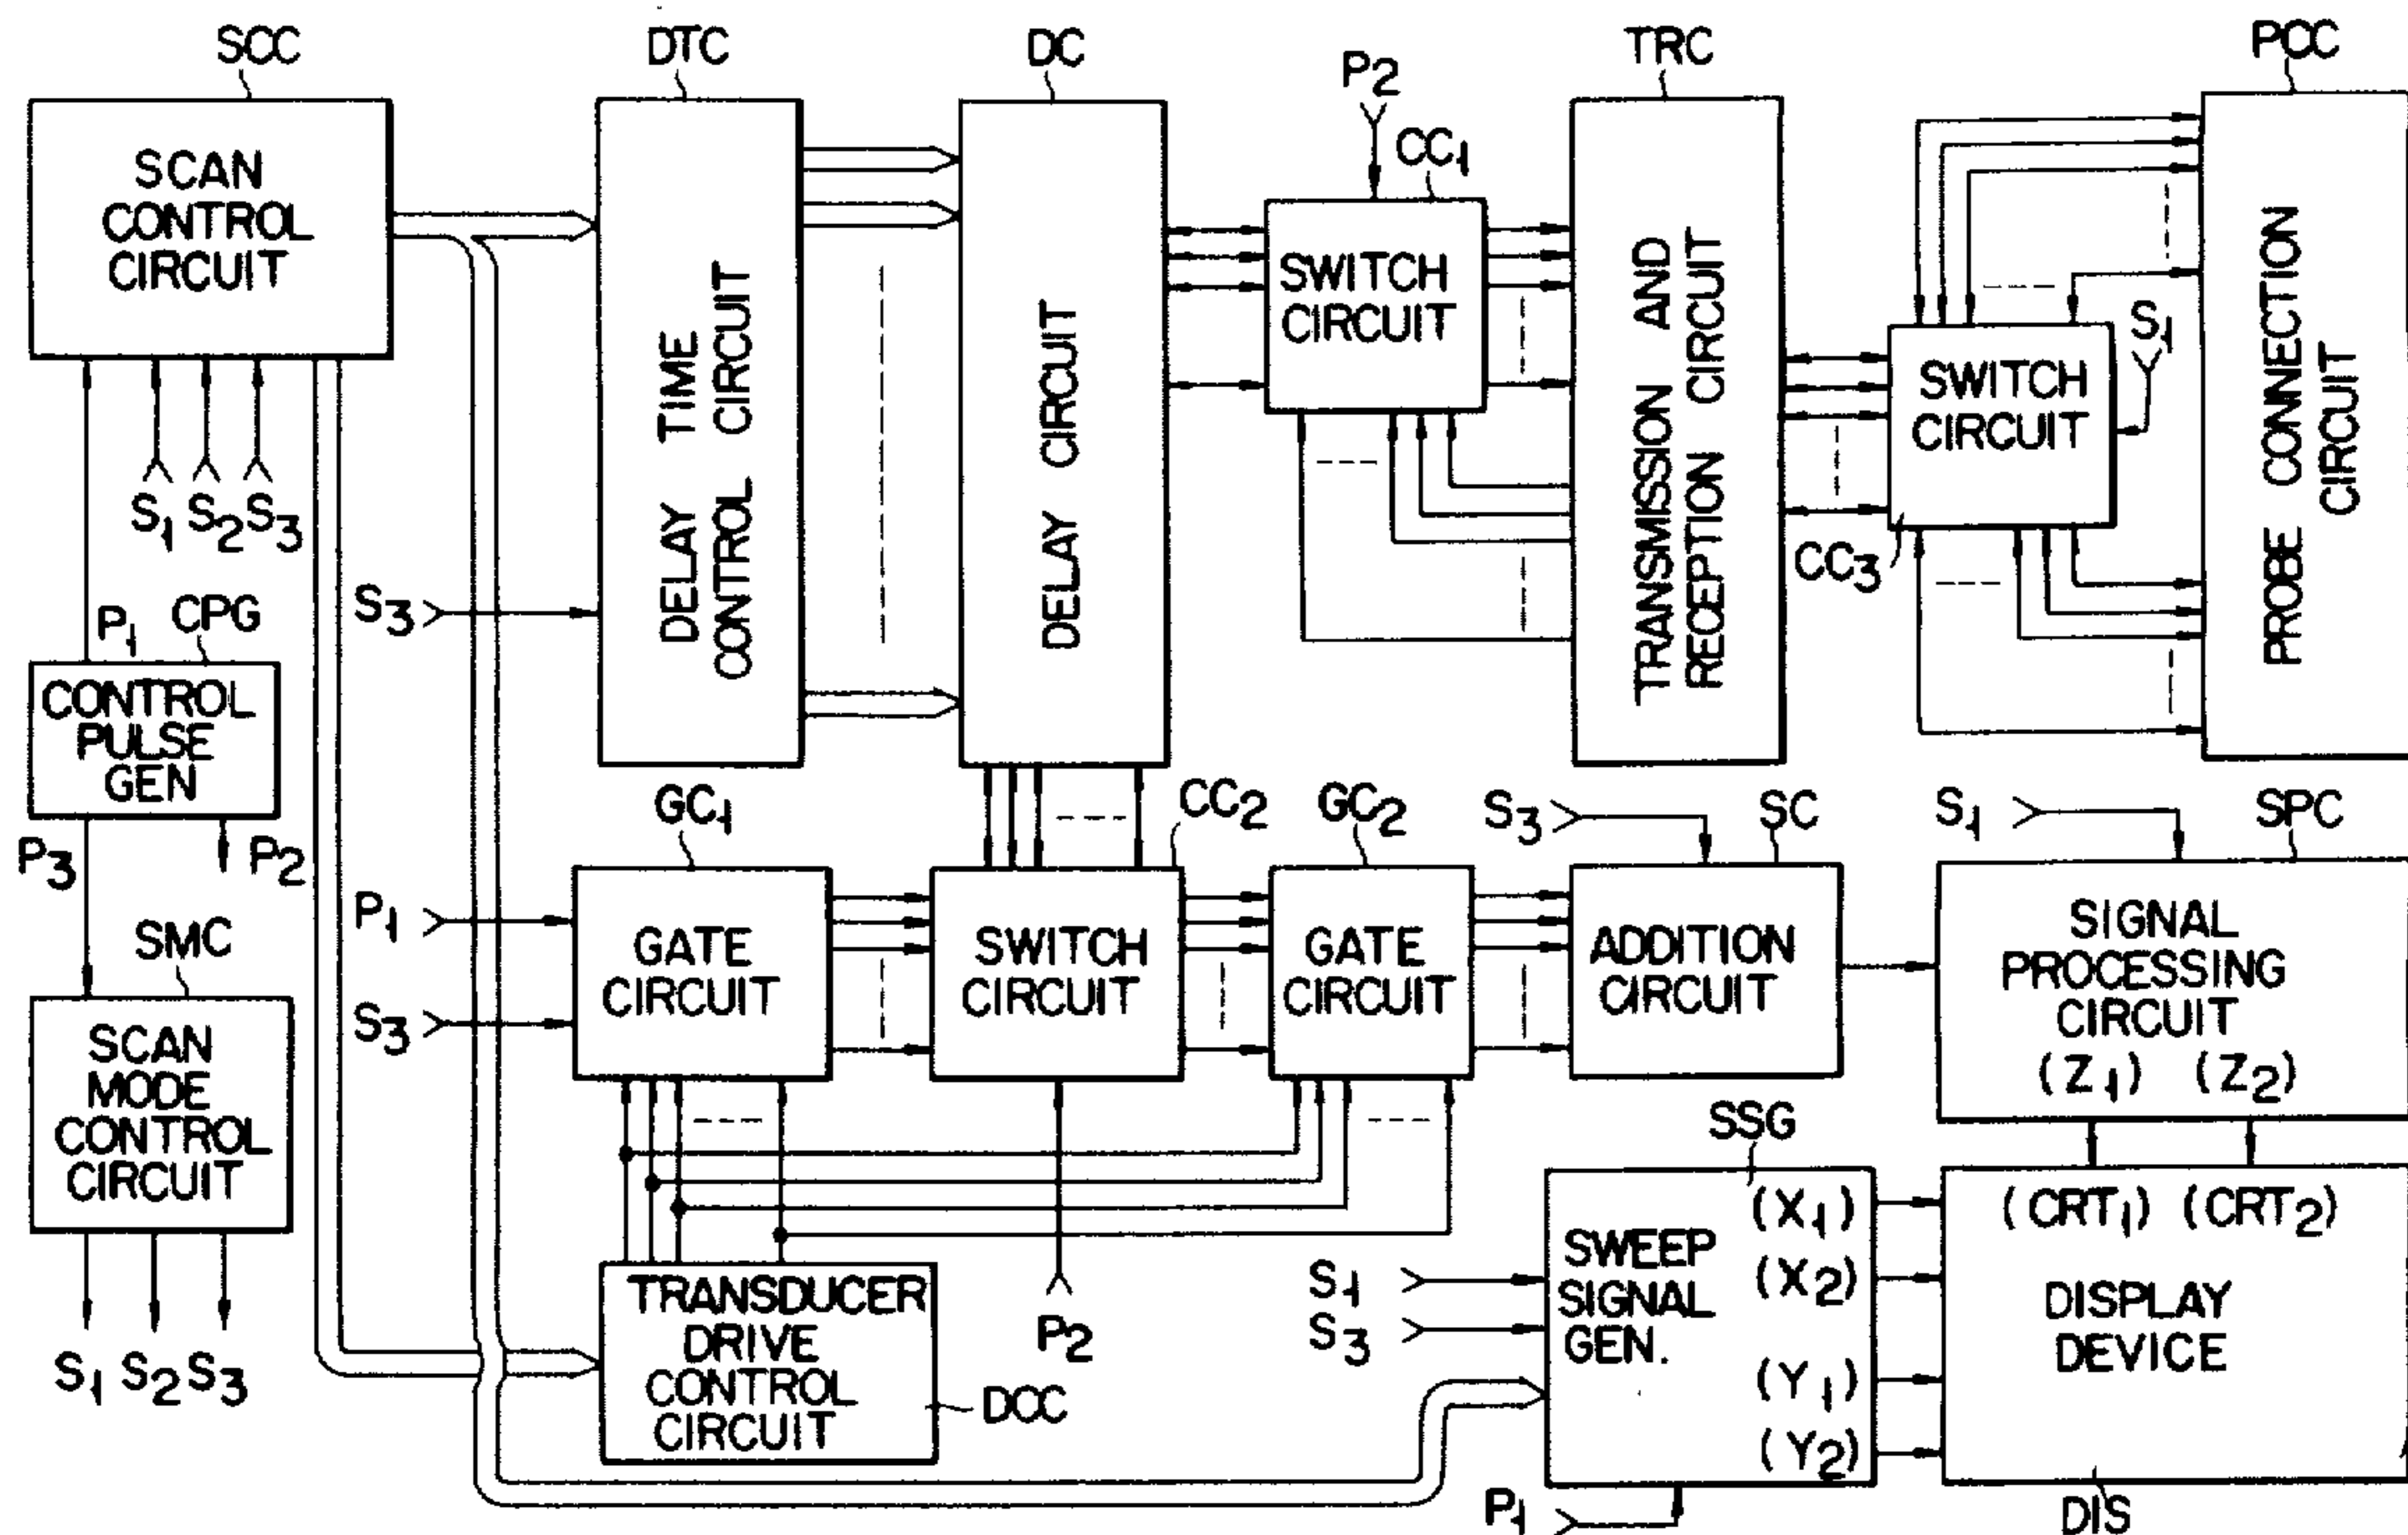 SCC
SCAN
CONTROL
CIRCUIT
S1 S2 S3
P1 CPG
CONTROL
PULSE
GEN
P3
P2
SMC
SCAN
MODE
CONTROL
CIRCUIT
S1 S2 S3
DTC
DELAY TIME
CONTROL CIRCUIT
S3
DC
DELAY CIRCUIT
P2
CC1
SWITCH
CIRCUIT
TRC
TRANSMISSION AND
RECEPTION CIRCUIT
CC3
SWITCH
CIRCUIT
S1
PCC
PROBE CONNECTION
CIRCUIT
GC1
P1
S3
GATE
CIRCUIT
CC2
SWITCH
CIRCUIT
P2
GC2
GATE
CIRCUIT
S3
SC
ADDITION
CIRCUIT
S1
SPC
SIGNAL
PROCESSING
CIRCUIT
(Z1) (Z2)
TRANSDUCER
DRIVE
CONTROL
CIRCUIT
DCC
SSG
S1
S3
SWEEP
SIGNAL
GEN.
(X1)
(X2)
(Y1)
(Y2)
P1
(CRT1) (CRT2)
DISPLAY
DEVICE
DIS